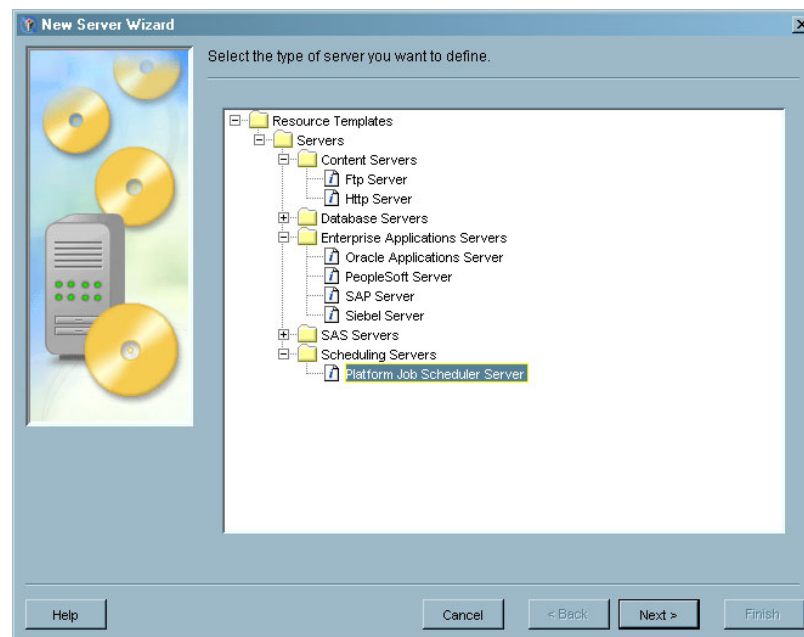 New Server Wizard
Select the type of server you want to define.
Resource Templates
Servers
Content Servers
Ftp Server
Http Server
Database Servers
Enterprise Applications Servers
Oracle Applications Server
PeopleSoft Server
SAP Server
Siebel Server
SAS Servers
Scheduling Servers
Platform Job Scheduler Server
Help Cancel < Back Next > Finish